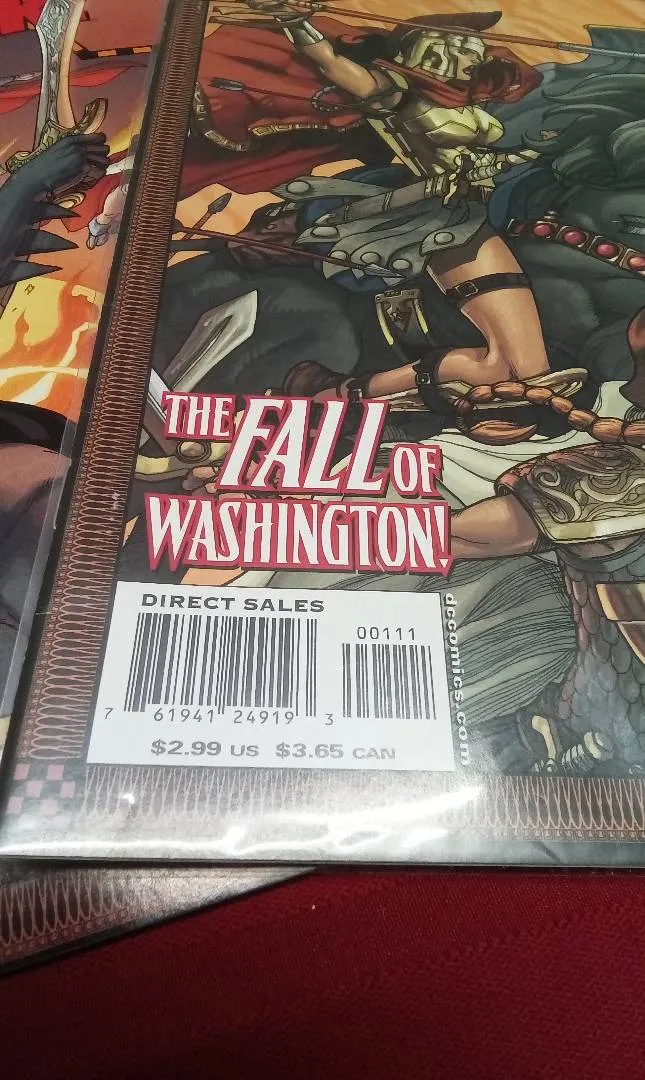 THE FALL OF
WASHINGTON!
DIRECT SALES
00111
7 61941 24919 3
$2.99 US $3.65 CAN
dccomics.com